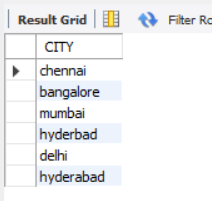 Result Grid Filter Ro
CITY
chennai
bangalore
mumbai
hyderbad
delhi
hyderabad